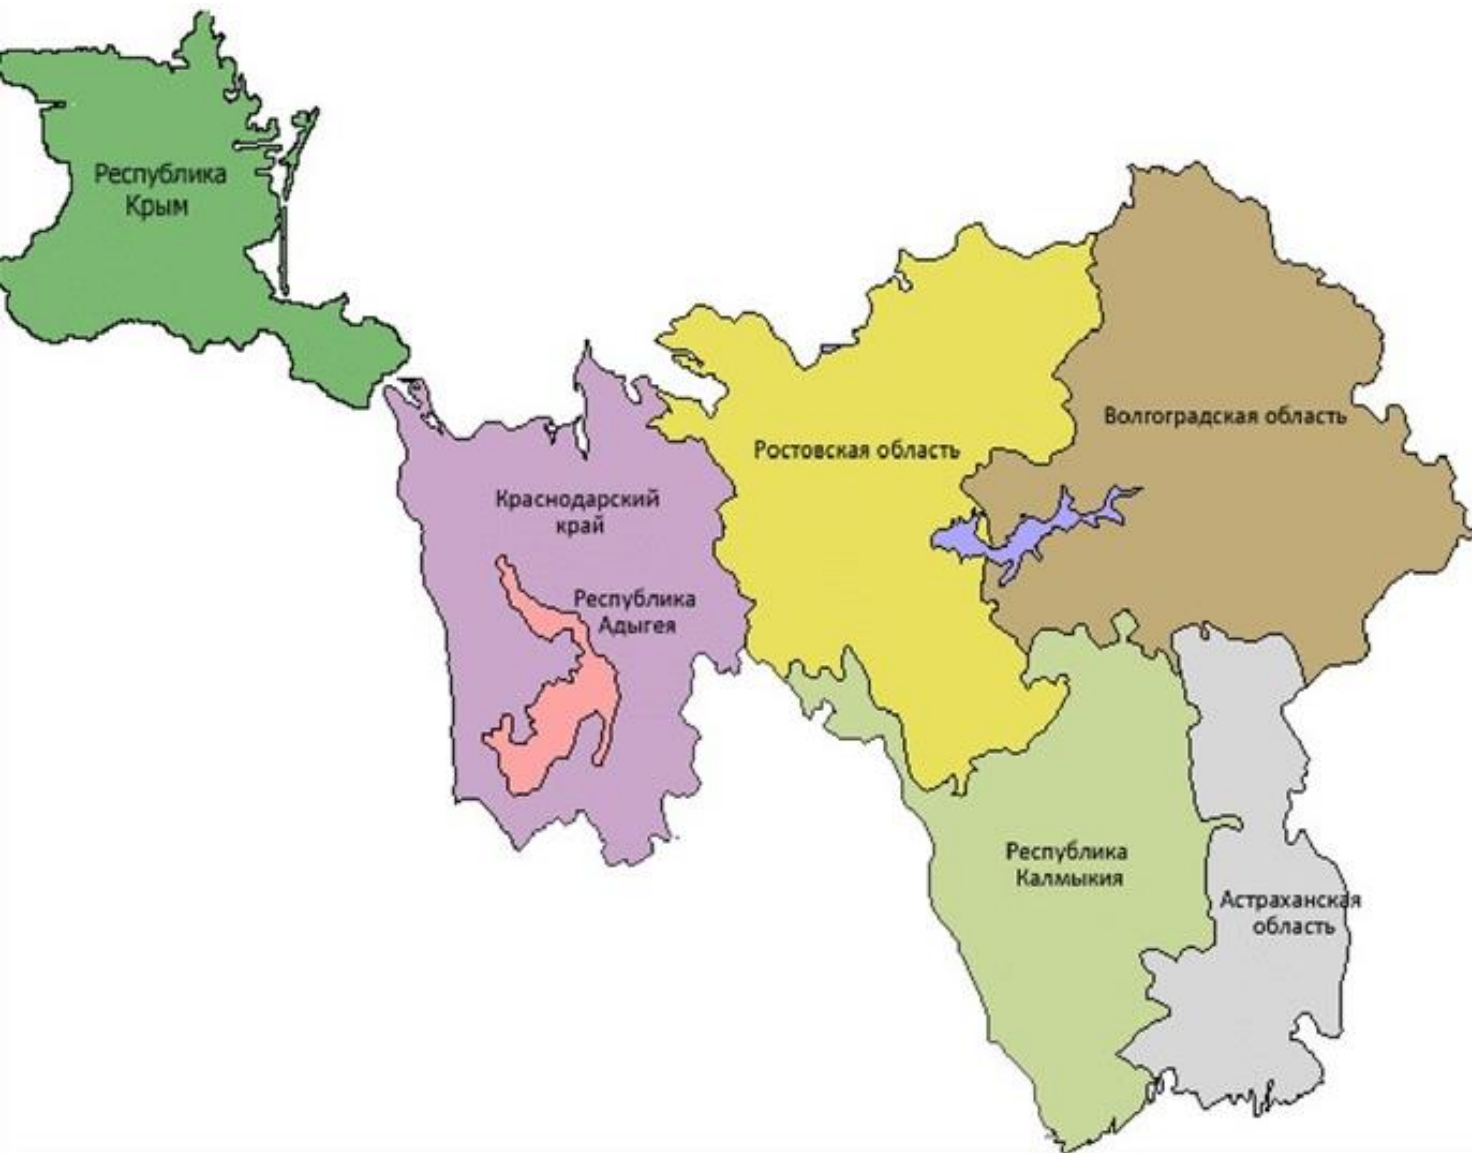 Республика
Крым
Волгоградская область
Ростовская область
Краснодарский
край
Республика
Адыгея
Республика
Калмыкия
Астраханская
область